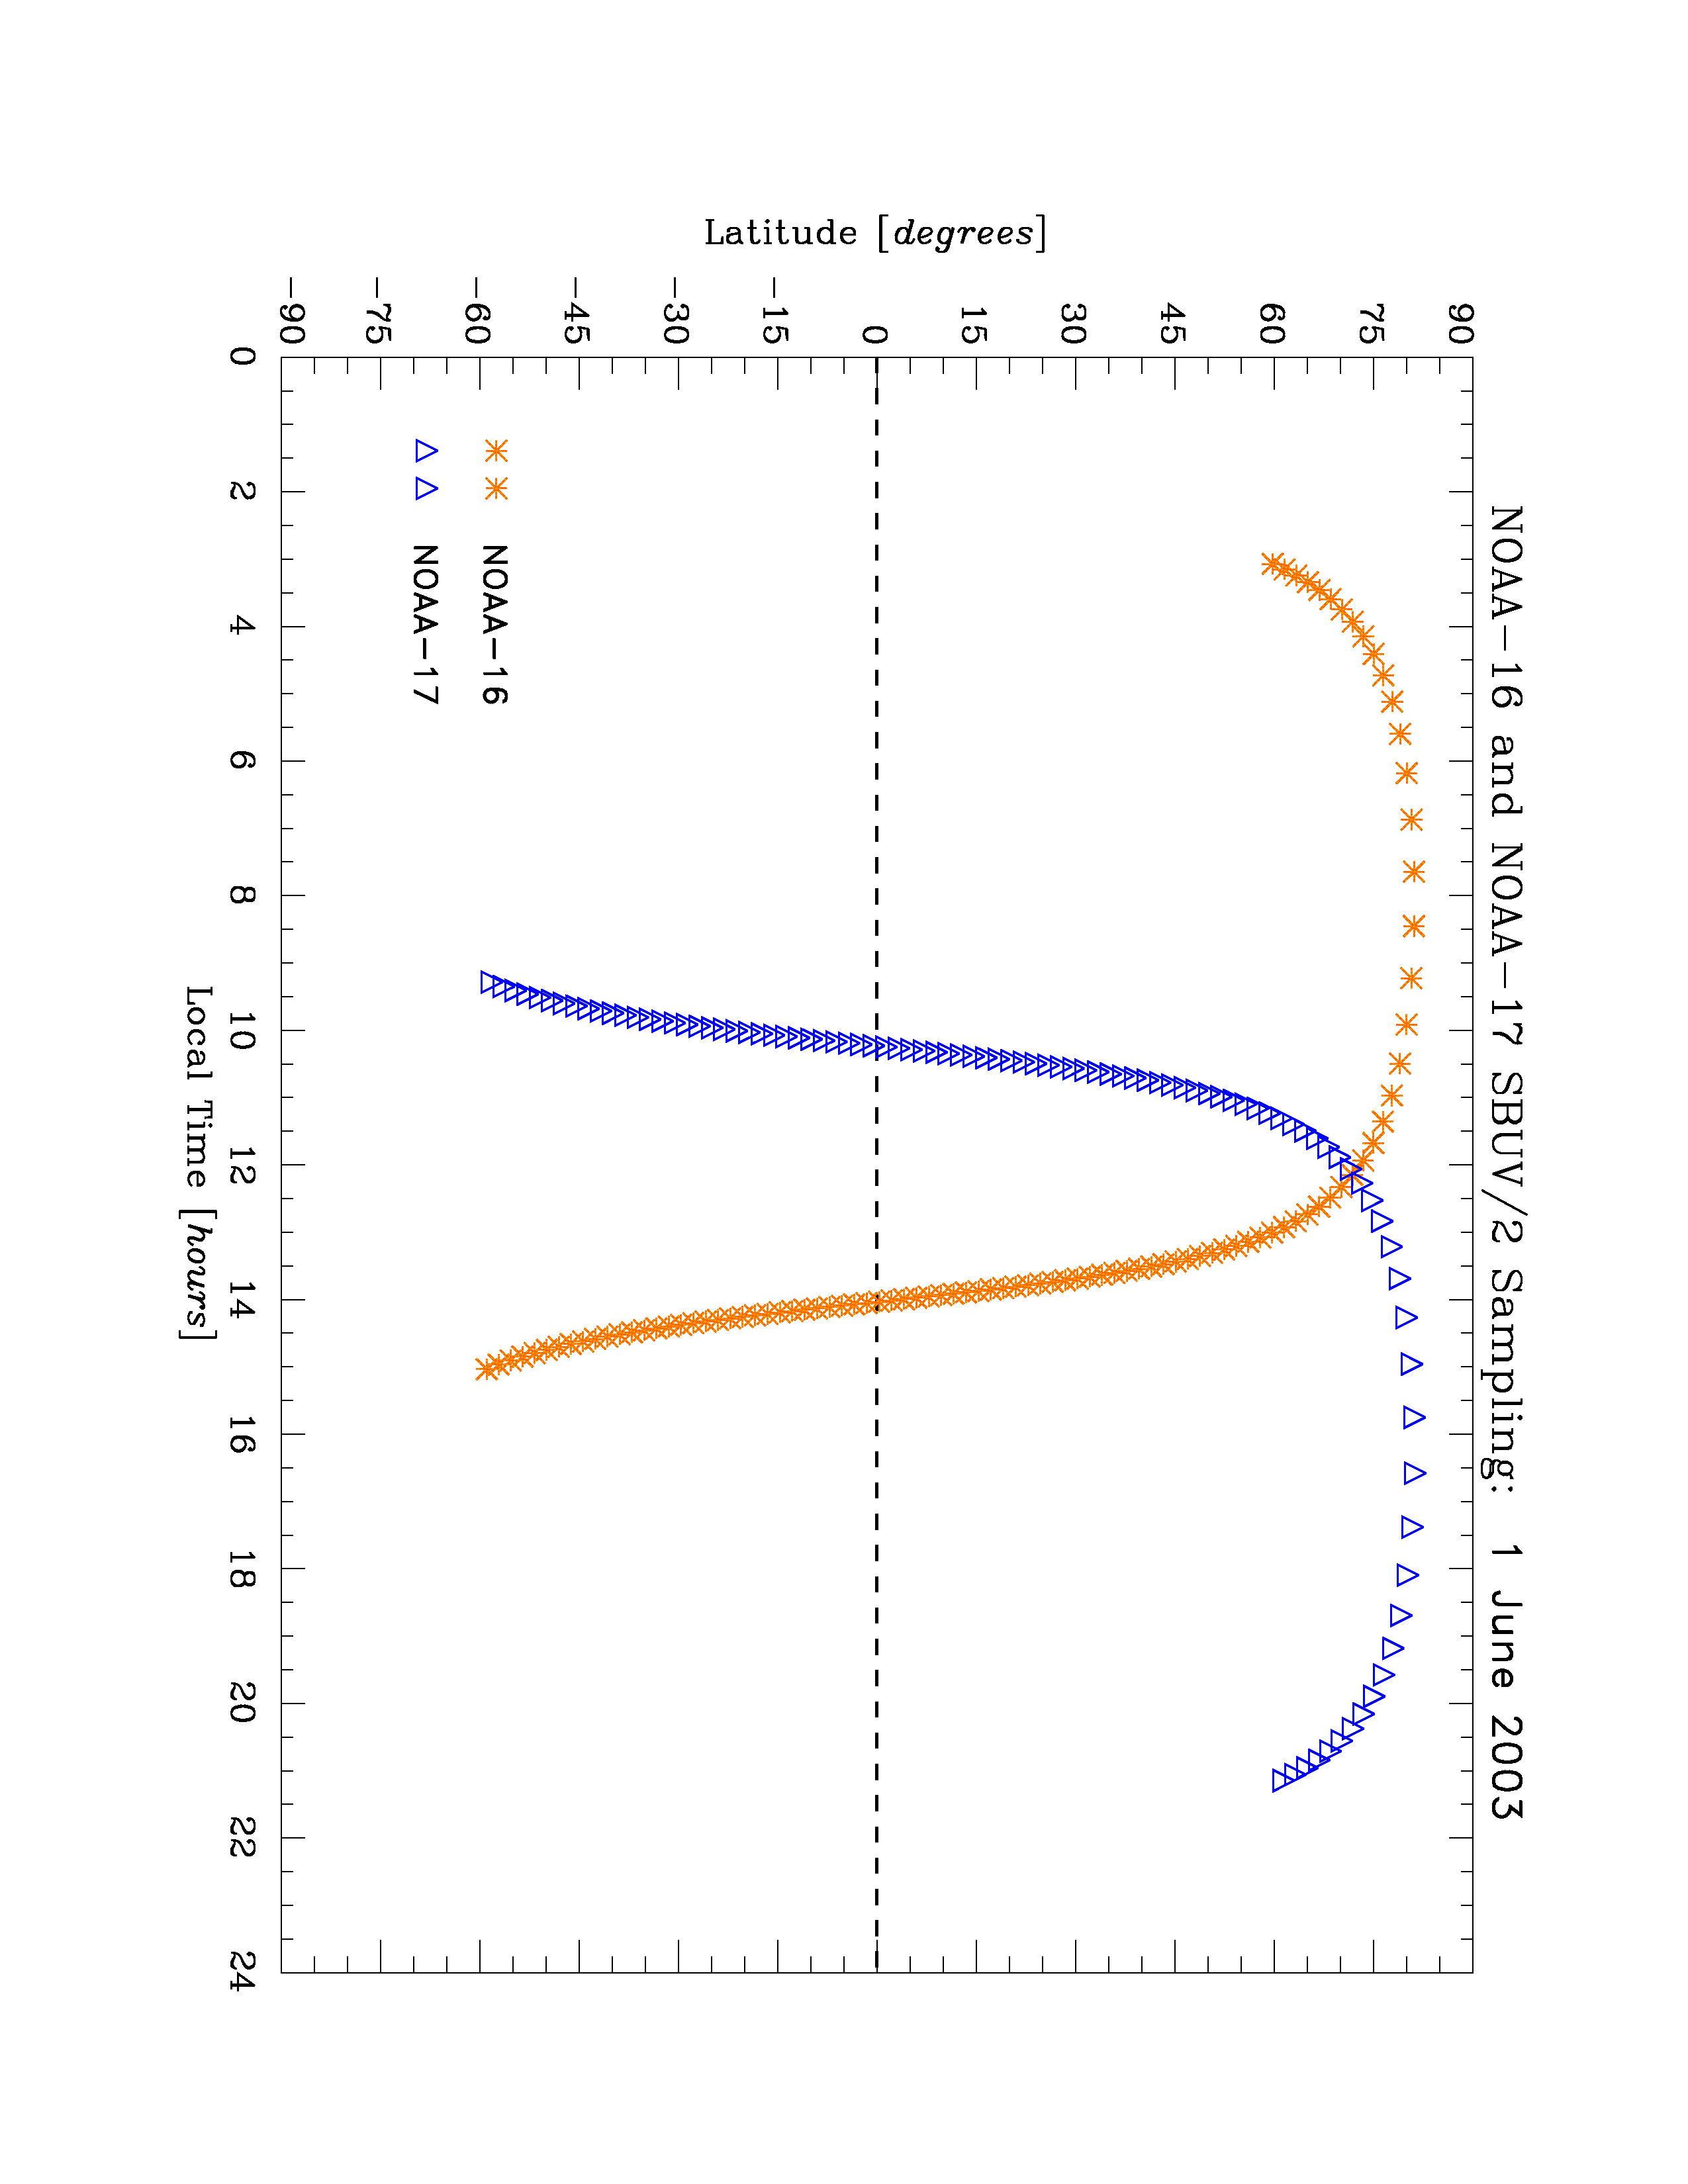 NOAA-16 and NOAA-17 SBUV/2 Sampling: 1 June 2003
Latitude [degrees]
90
75
60
45
30
15
0
-15
-30
-45
-60
-75
-90
NOAA-16
NOAA-17
0 2 4 6 8 10 12 14 16 18 20 22 24
Local Time [hours]